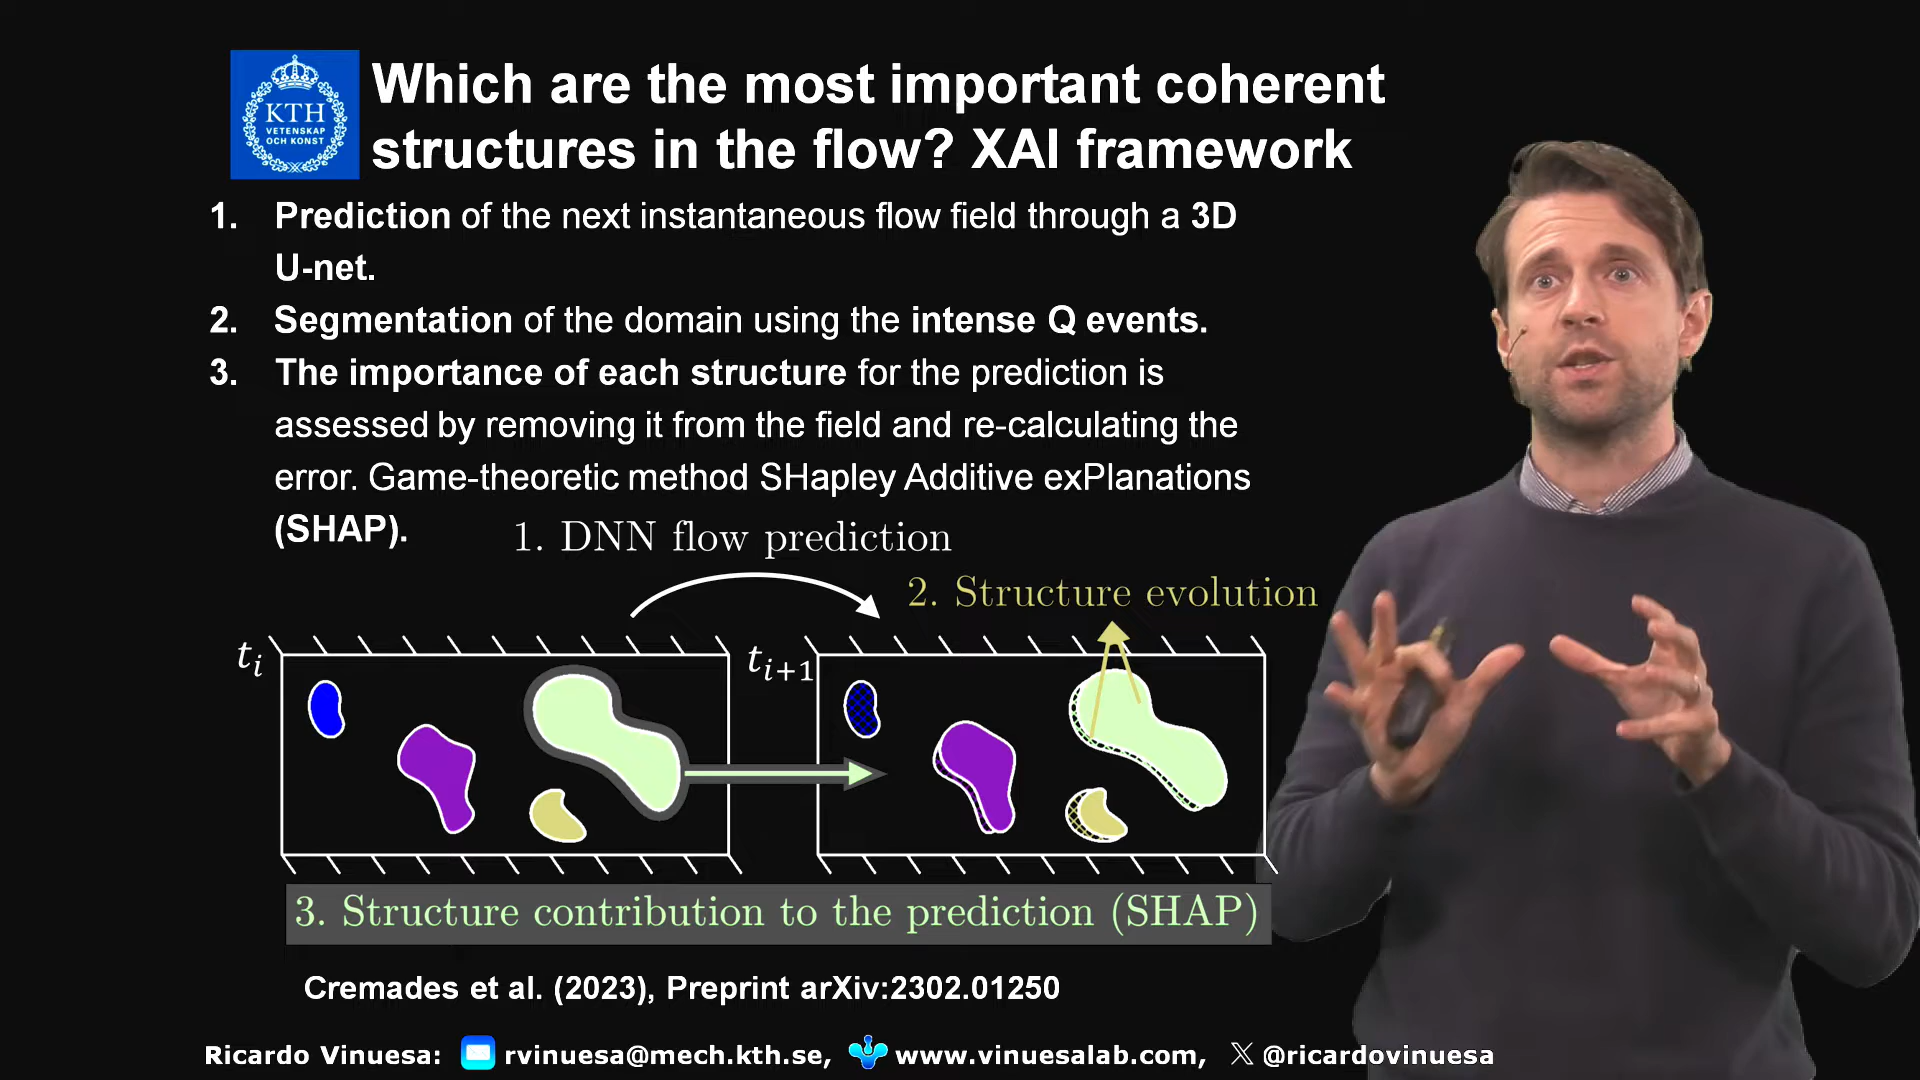 KTH
VETENSKAP
OCH KONST
Which are the most important coherent
structures in the flow? XAI framework
1. Prediction of the next instantaneous flow field through a 3D
U-net.
2. Segmentation of the domain using the intense Q events.
3. The importance of each structure for the prediction is
assessed by removing it from the field and re-calculating the
error. Game-theoretic method SHapley Additive exPlanations
(SHAP).
1. DNN flow prediction
2. Structure evolution
t_i
t_{i+1}
3. Structure contribution to the prediction (SHAP)
Cremades et al. (2023), Preprint arXiv:2302.01250
Ricardo Vinuesa: rvinuesa@mech.kth.se, www.vinuesalab.com, X @ricardovinuesa